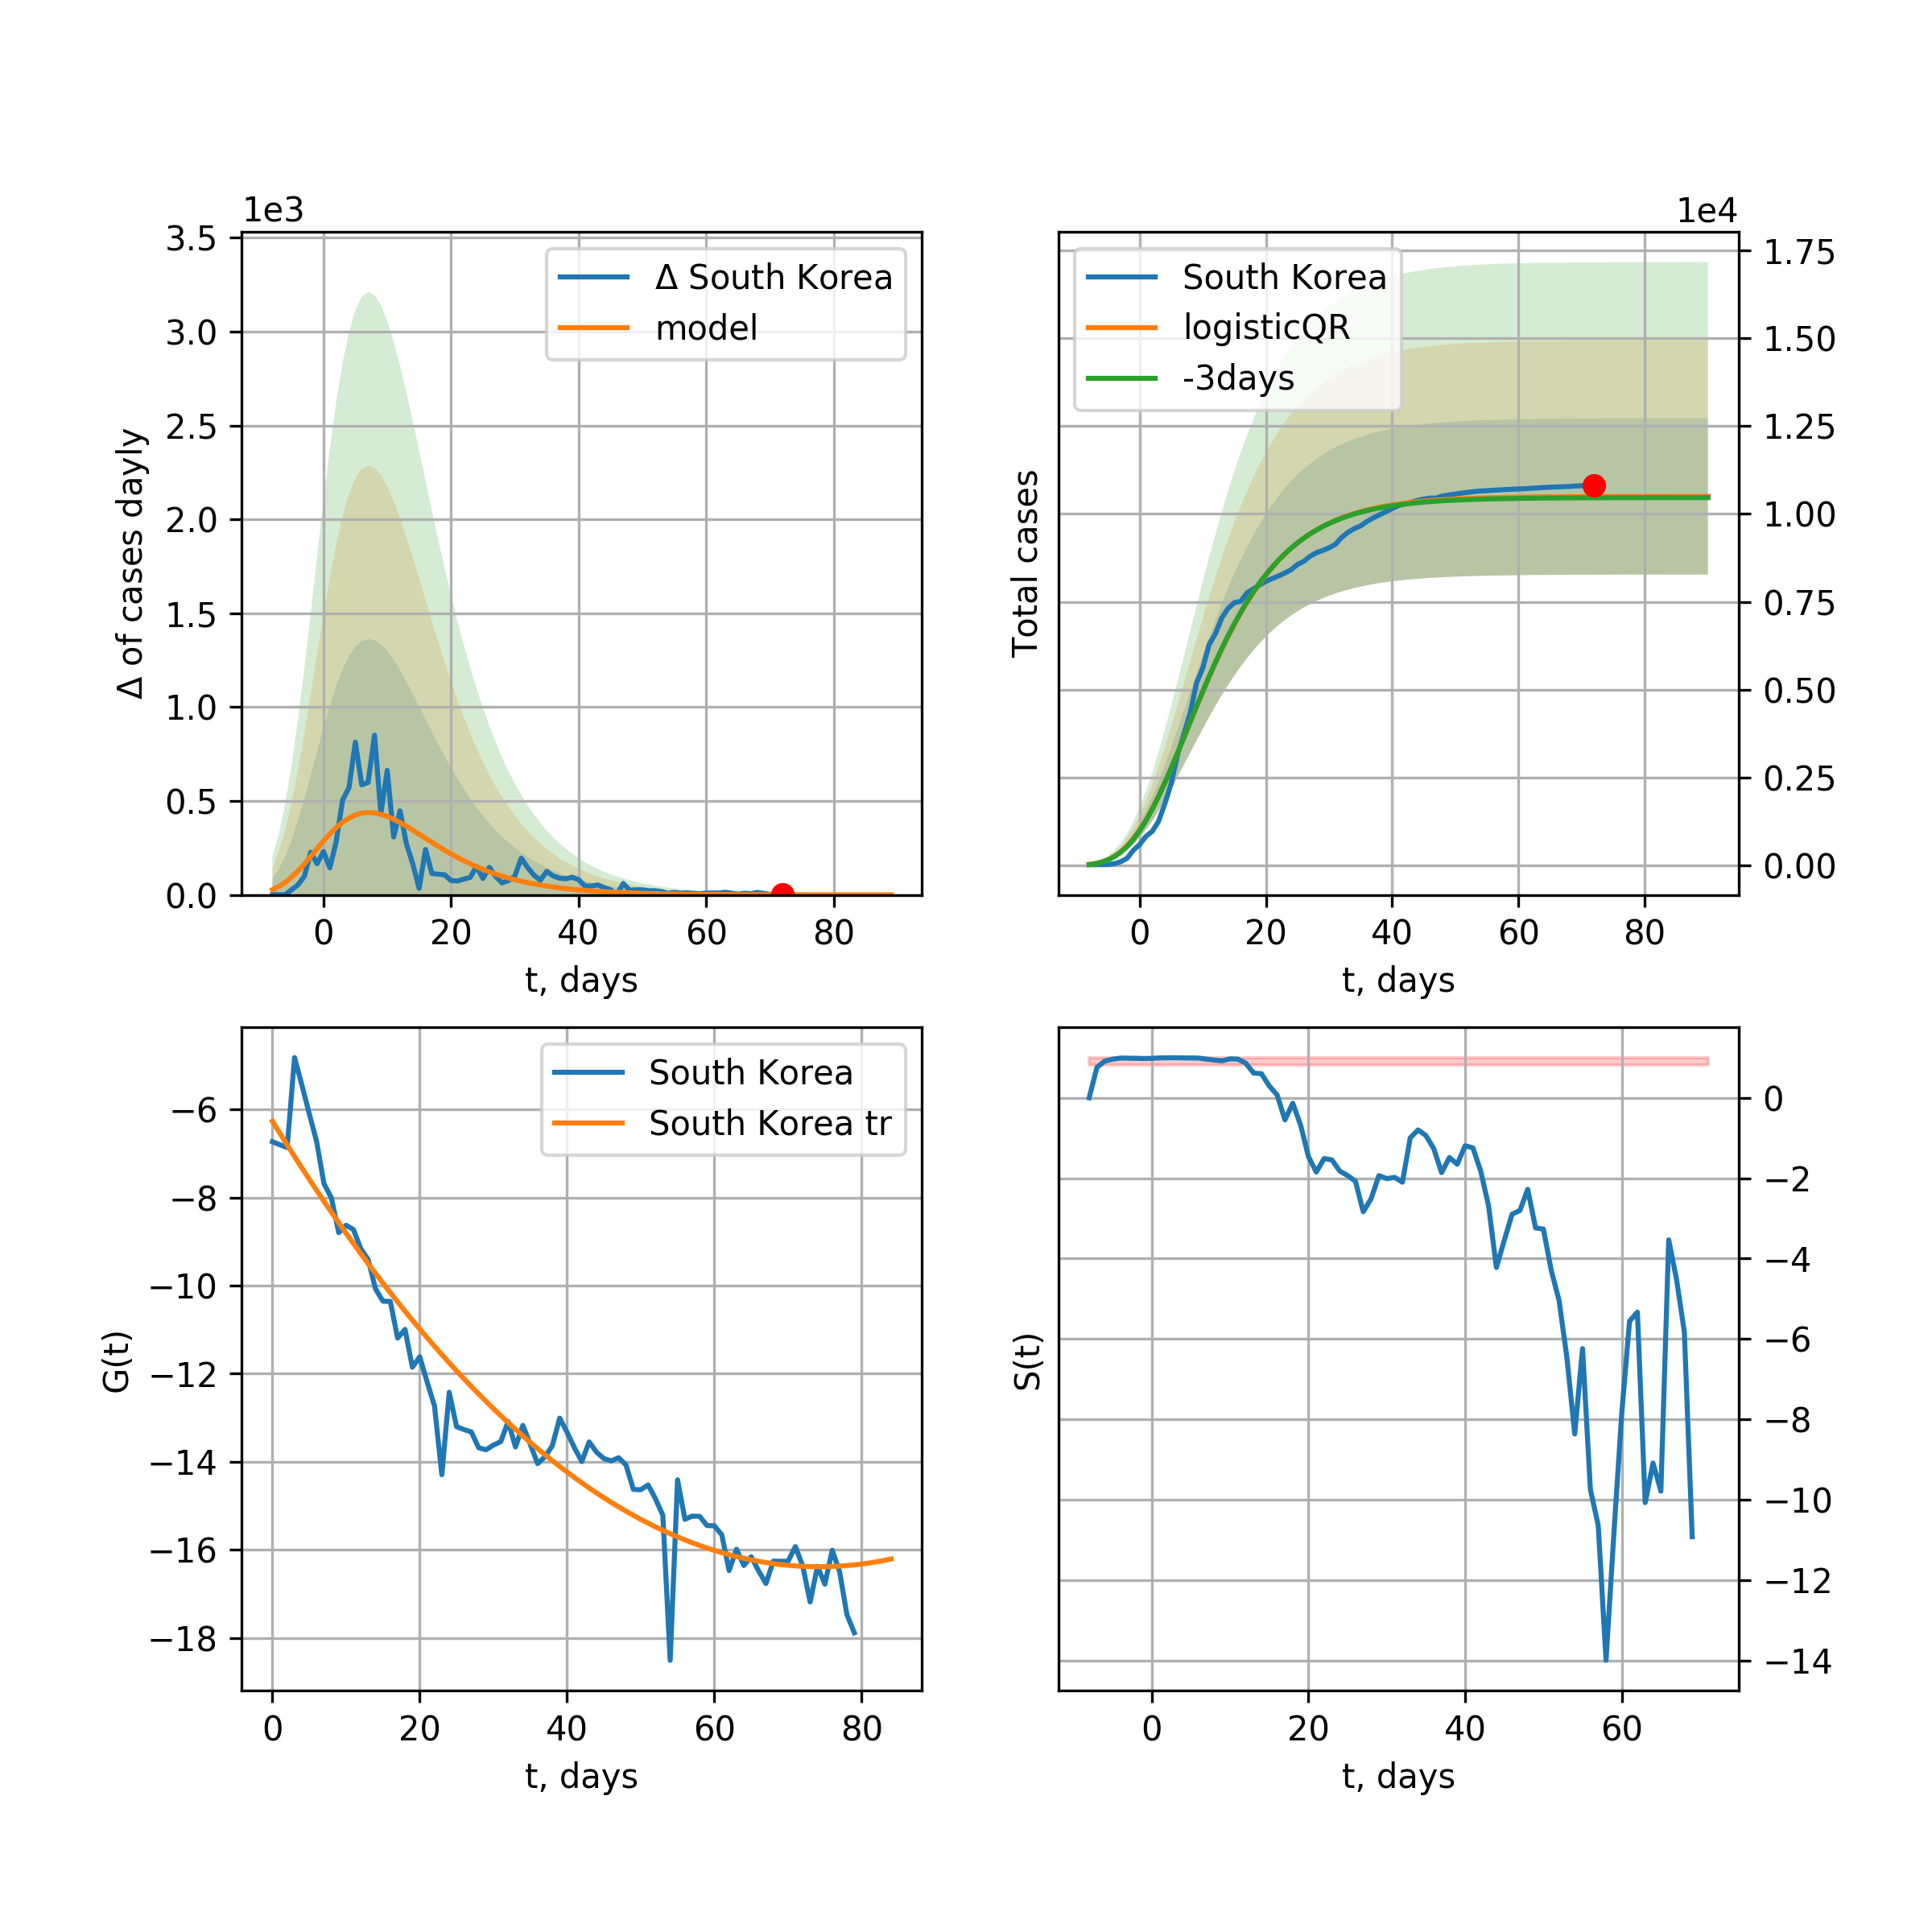 1e3
3.5
3.0
2.5
2.0
1.5
1.0
0.5
0.0
Δ of cases dayly
Δ South Korea
model
0 20 40 60 80
t, days
1e4
South Korea
logisticQR
-3days
Total cases
1.75
1.50
1.25
1.00
0.75
0.50
0.25
0.00
0 20 40 60 80
t, days
South Korea
South Korea tr
−6
−8
−10
−12
−14
−16
−18
G(t)
0 20 40 60 80
t, days
S(t)
0
−2
−4
−6
−8
−10
−12
−14
0 20 40 60
t, days